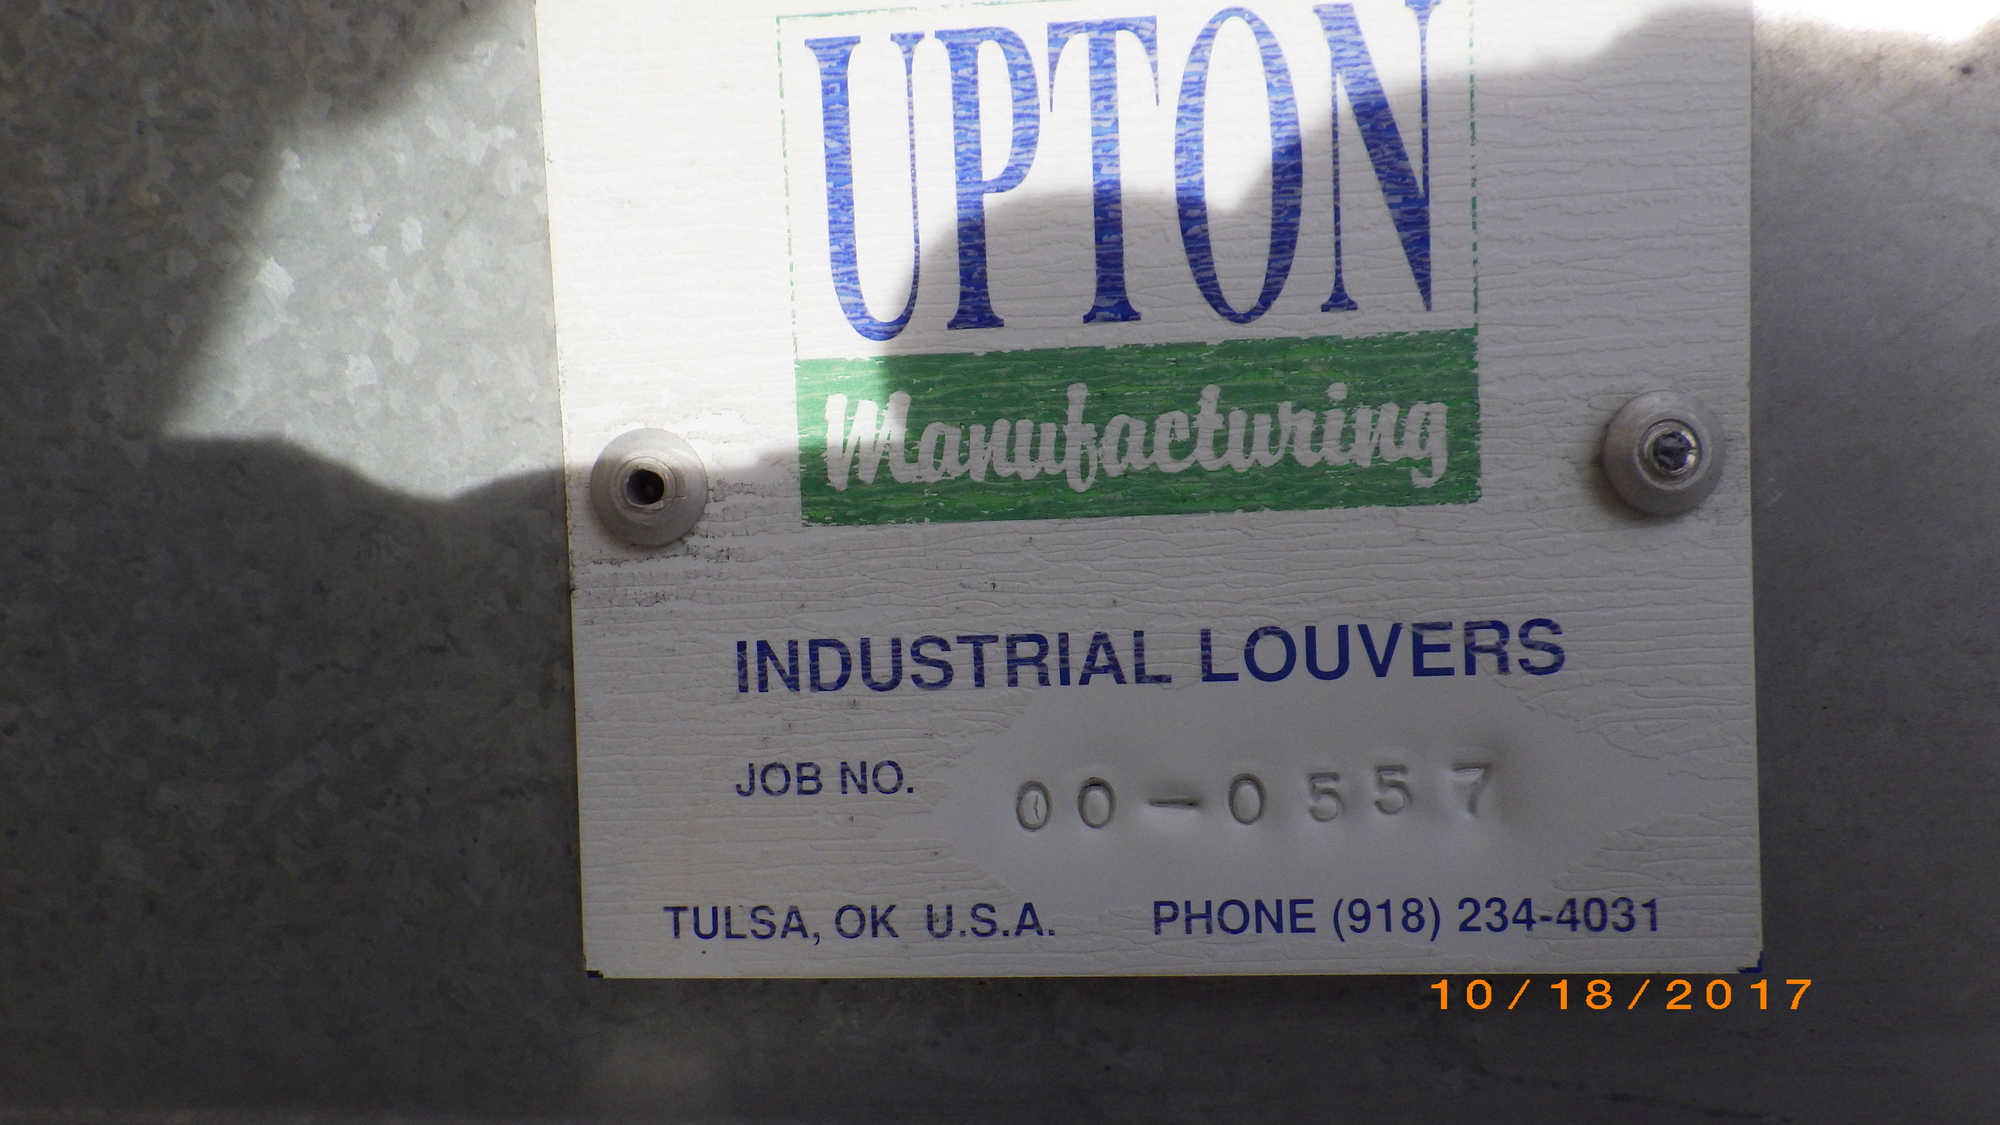 UPTON
Manufacturing
INDUSTRIAL LOUVERS
JOB NO. 00-0557
TULSA, OK U.S.A. PHONE (918) 234-4031
10/18/2017